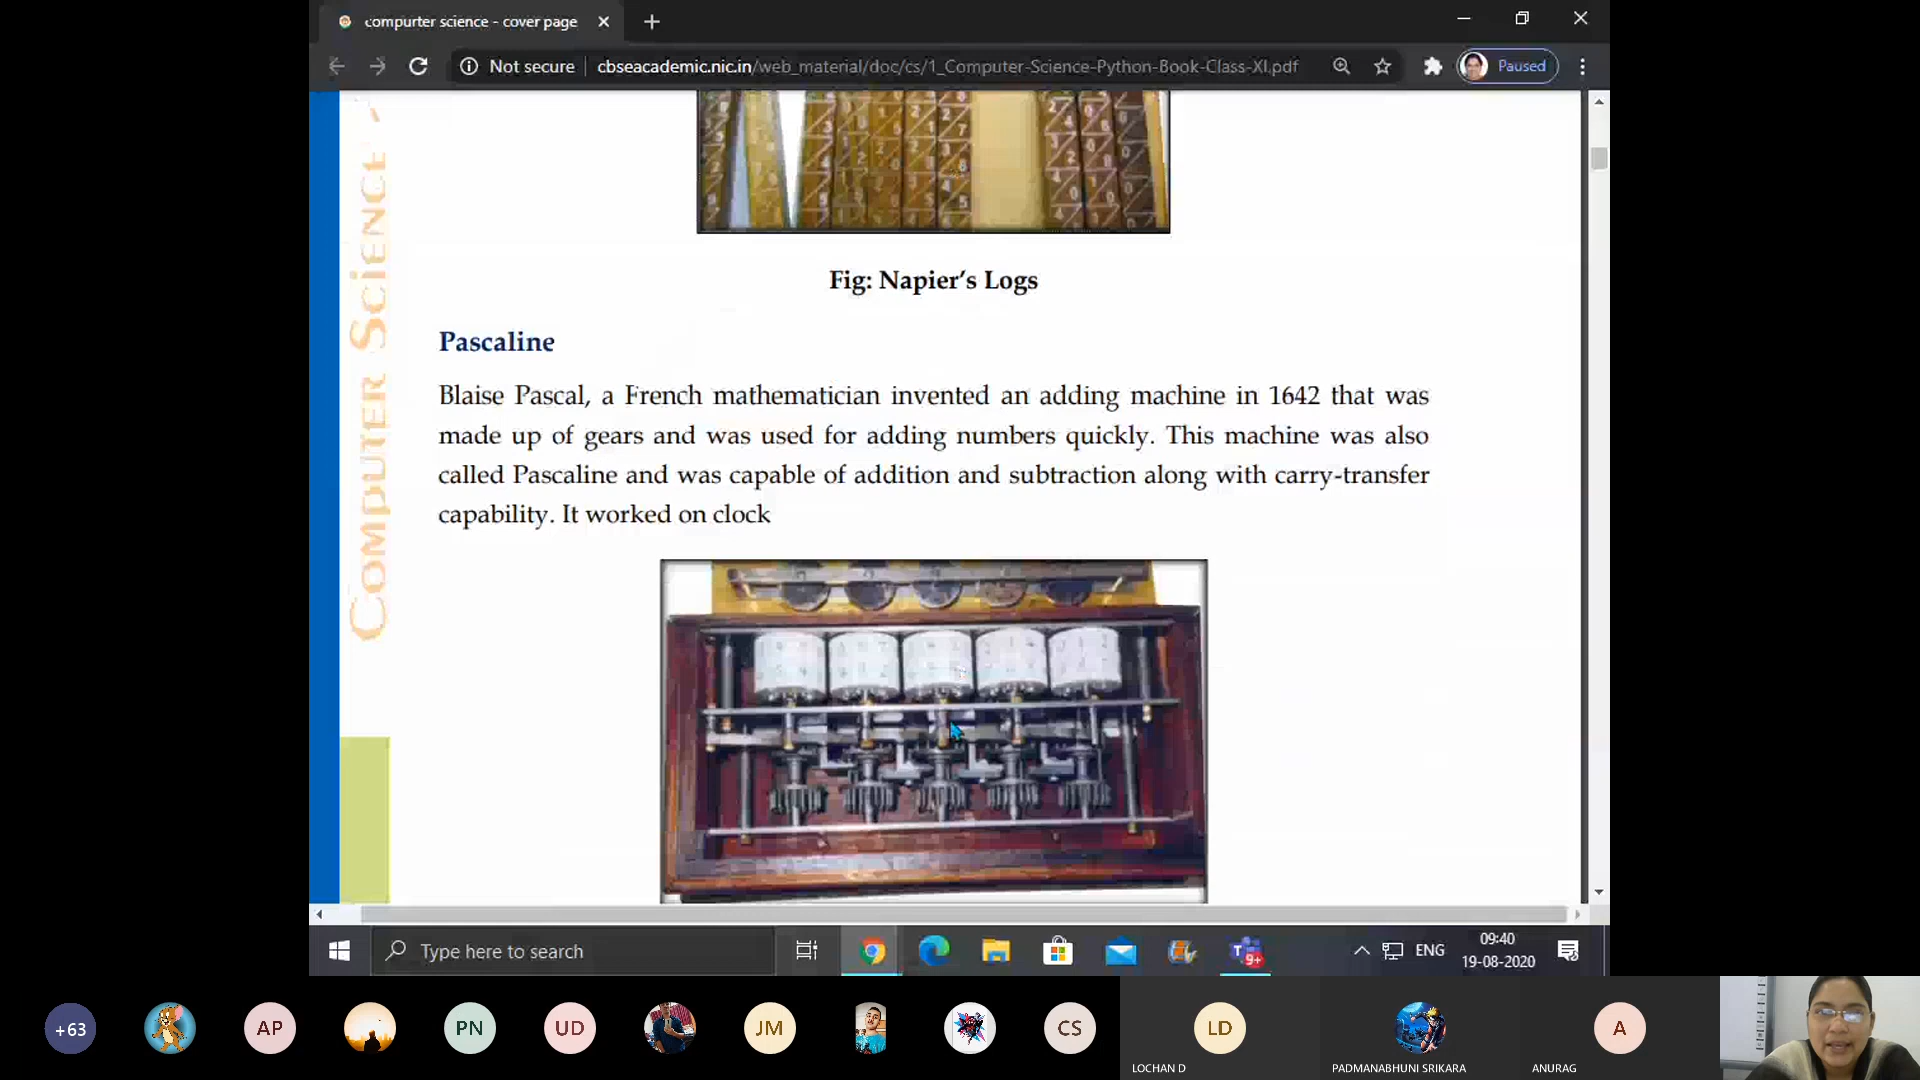 compurter science - cover page
Not secure
cbseacademic.nic.in/web_material/doc/cs/1_Computer-Science-Python-Book-Class-XI.pdf
Paused
Computer Science
Fig: Napier's Logs
Pascaline
Blaise Pascal, a French mathematician invented an adding machine in 1642 that was
made up of gears and was used for adding numbers quickly. This machine was also
called Pascaline and was capable of addition and subtraction along with carry-transfer
capability. It worked on clock
Type here to search
9+
ENG
09:40
19-08-2020
+63
AP
PN
UD
JM
CS
LD
A
LOCHAN D
PADMANABHUNI SRIKARA
ANURAG